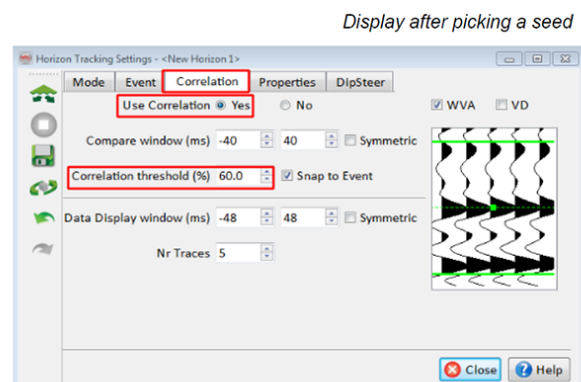 Display after picking a seed
Horizon Tracking Settings - <New Horizon 1>
Mode Event Correlation Properties DipSteer
Use Correlation Yes No WVA VD
Compare window (ms) -40 40 Symmetric
Correlation threshold (%) 60.0 Snap to Event
Data Display window (ms) -48 48 Symmetric
Nr Traces 5
Close Help